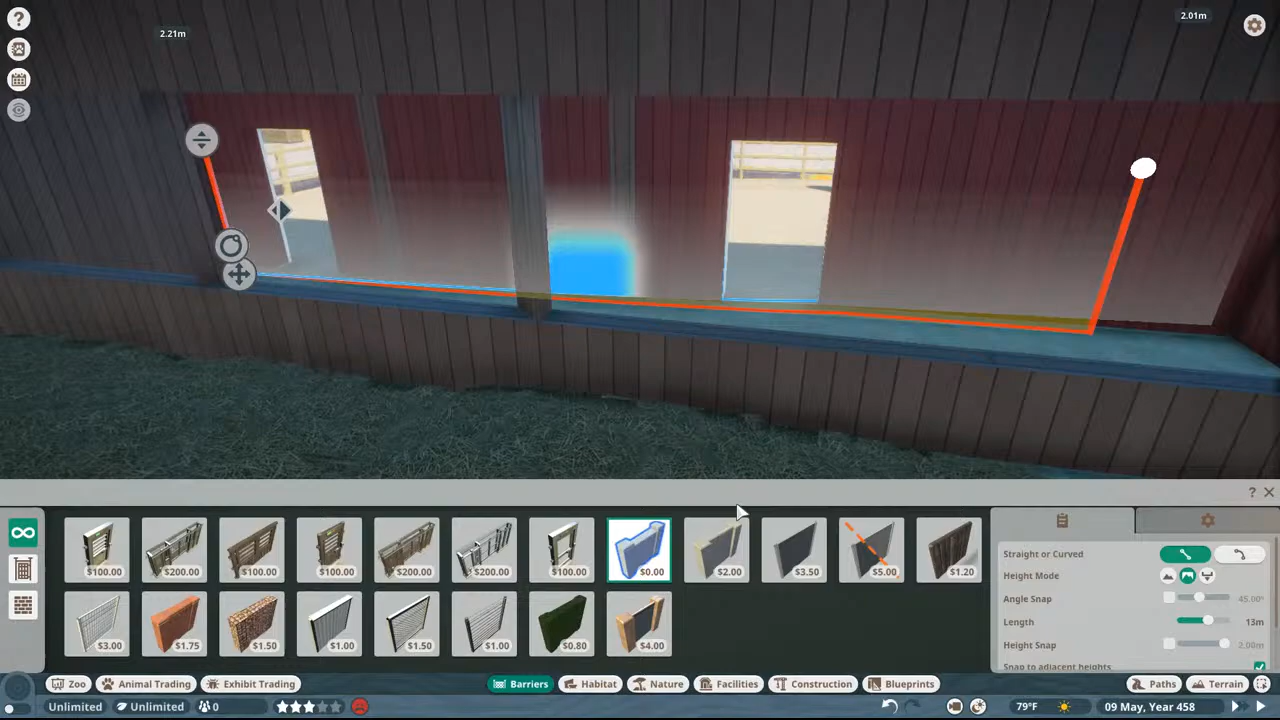 ?
2.21m
2.01m
? ×
$100.00 $200.00 $100.00 $100.00 $200.00 $200.00 $100.00 $0.00 $2.00 $3.50 $5.00 $1.20
$3.00 $1.75 $1.50 $1.00 $1.50 $1.00 $0.80 $4.00
Straight or Curved
Height Mode
Angle Snap 45.00°
Length 13m
Height Snap 2.00m
Snap to adjacent heights
Zoo Animal Trading Exhibit Trading Barriers Habitat Nature Facilities Construction Blueprints Paths Terrain
Unlimited Unlimited 0 79°F 09 May, Year 458